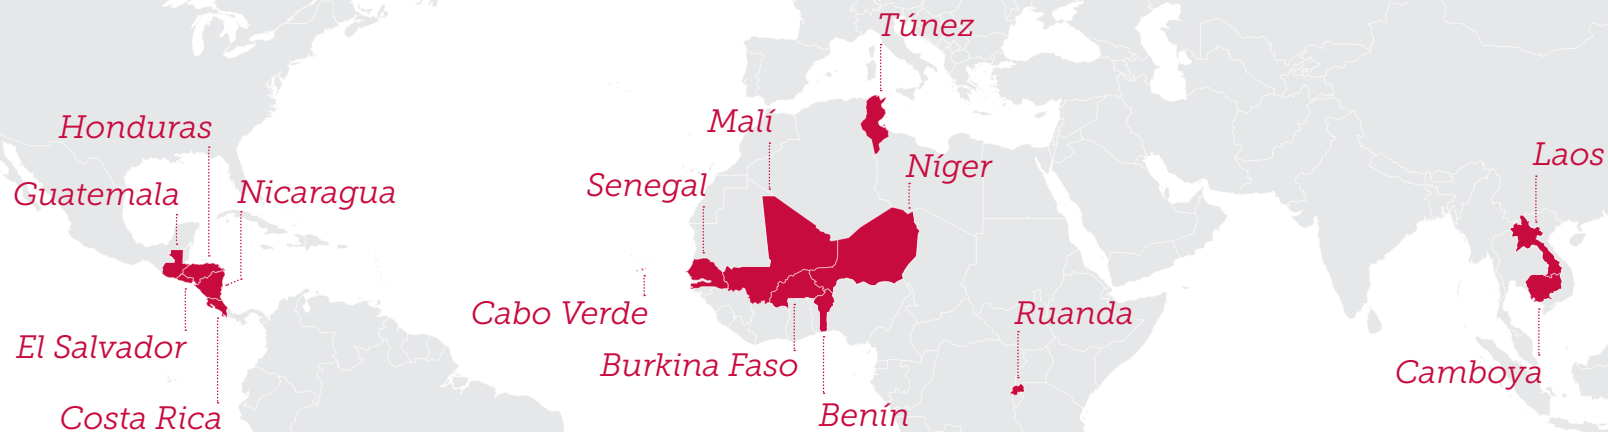 Túnez
Honduras
Malí
Laos
Níger
Senegal
Guatemala
Nicaragua
Cabo Verde
Ruanda
El Salvador
Burkina Faso
Camboya
Costa Rica
Benín